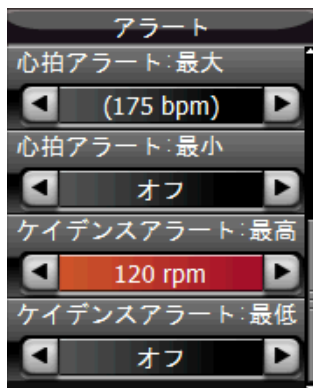 アラート
心拍アラート:最大
(175 bpm)
心拍アラート:最小
オフ
ケイデンスアラート:最高
120 rpm
ケイデンスアラート:最低
オフ